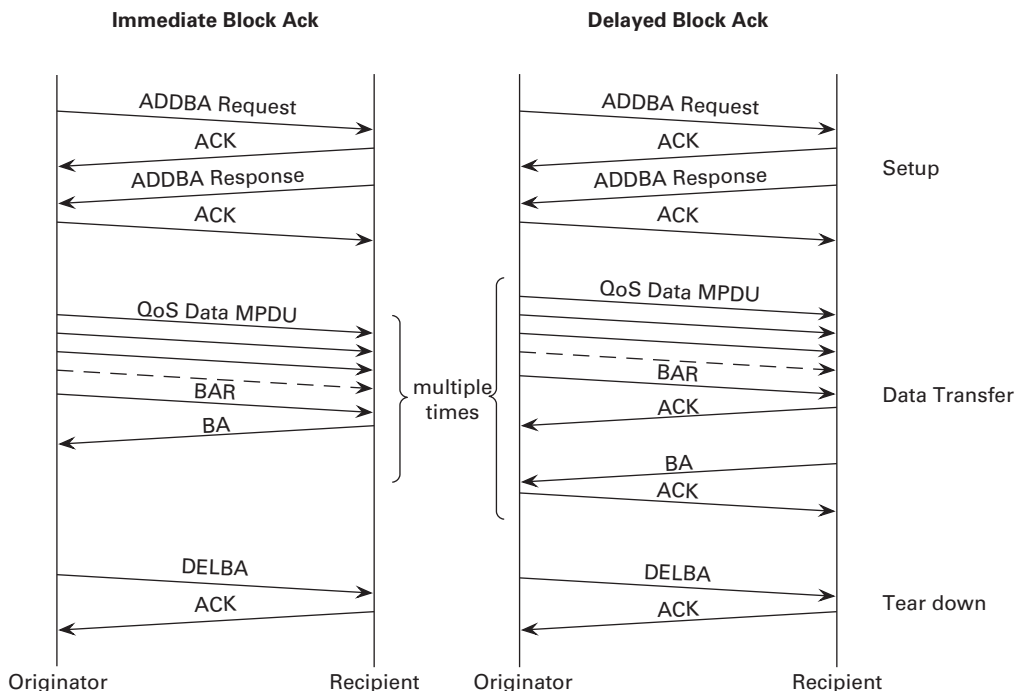 Immediate Block Ack
Delayed Block Ack
ADDBA Request
ADDBA Request
ACK
ACK
Setup
ADDBA Response
ADDBA Response
ACK
ACK
QoS Data MPDU
QoS Data MPDU
BAR
BAR
multiple
times
Data Transfer
ACK
BA
BA
ACK
DELBA
DELBA
Tear down
ACK
ACK
Originator
Recipient
Originator
Recipient